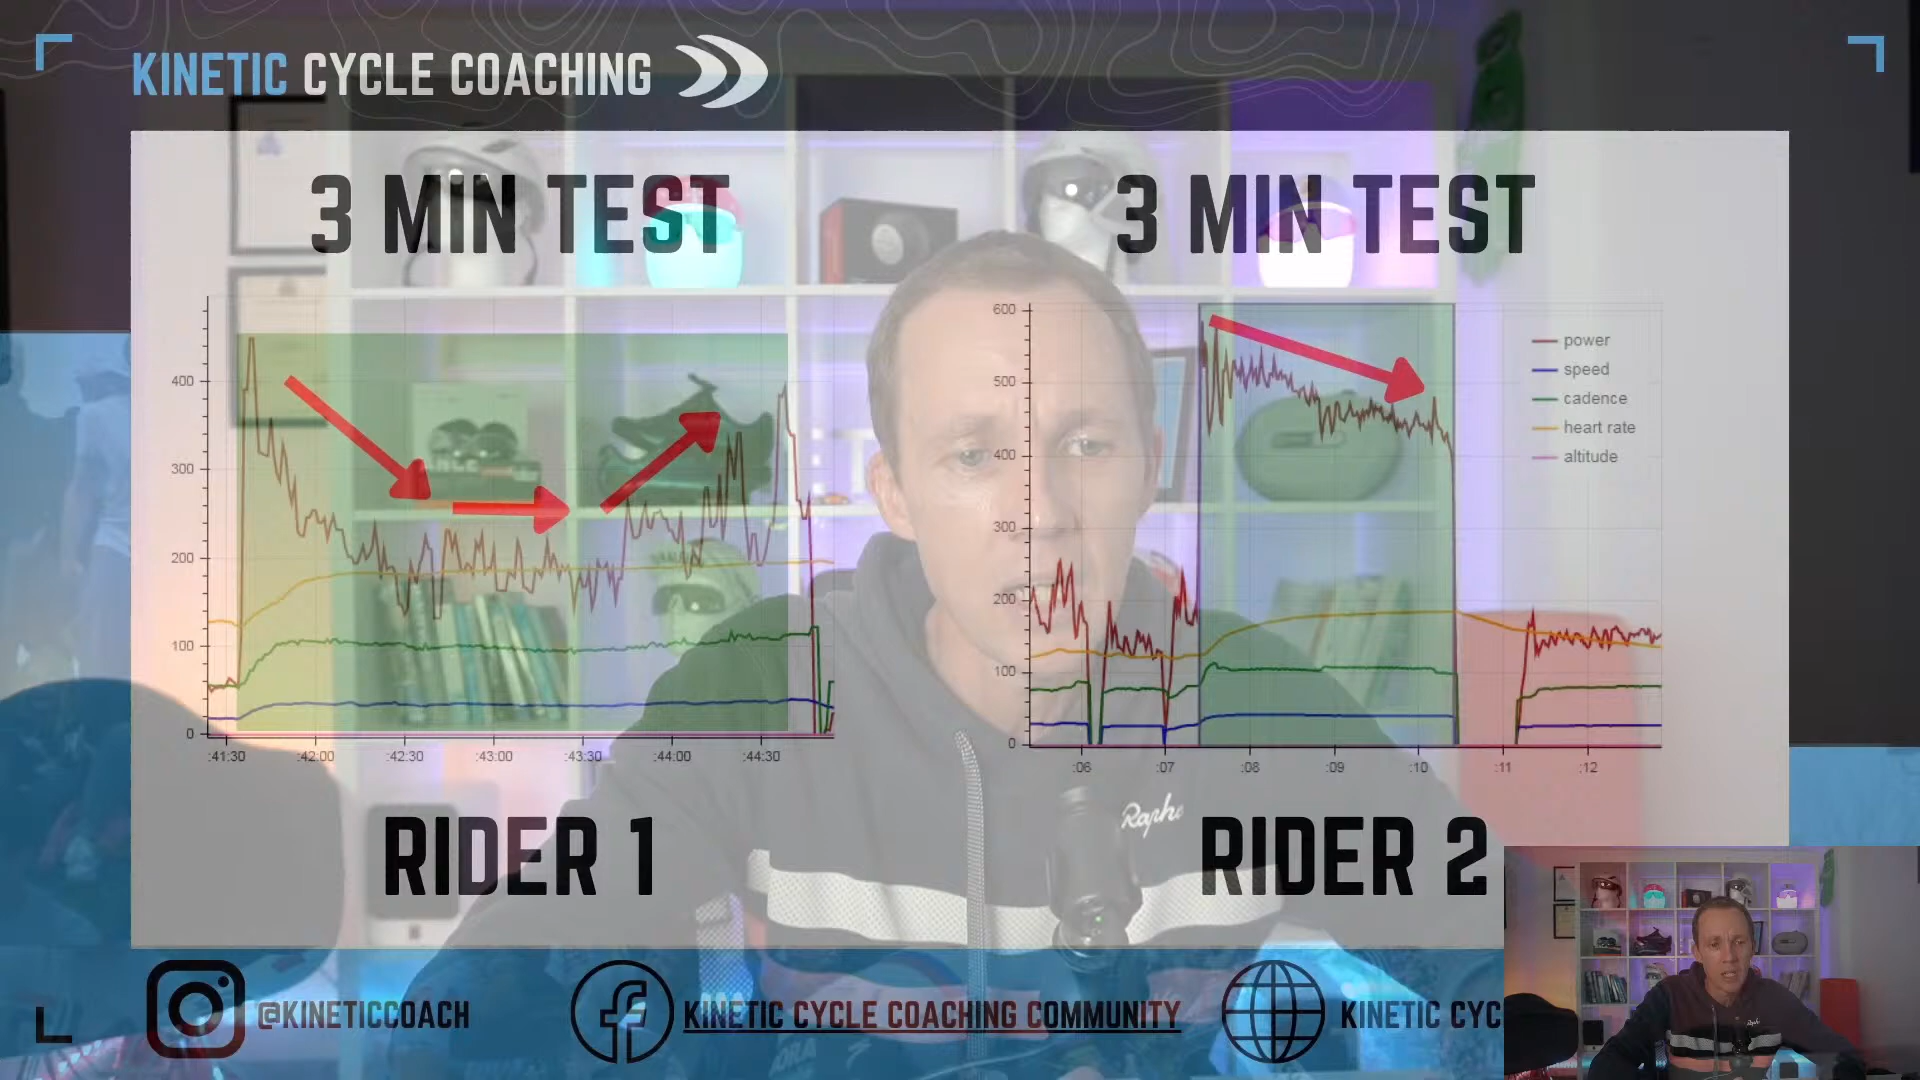 KINETIC CYCLE COACHING
3 MIN TEST
3 MIN TEST
400
300
200
100
0
:41:30 :42:00 :42:30 :43:00 :43:30 :44:00 :44:30
600
500
400
300
200
100
0
:06 :07 :08 :09 :10 :11 :12
power
speed
cadence
heart rate
altitude
RIDER 1
RIDER 2
Rapha
@KINETICCOACH
KINETIC CYCLE COACHING COMMUNITY
KINETIC CYC